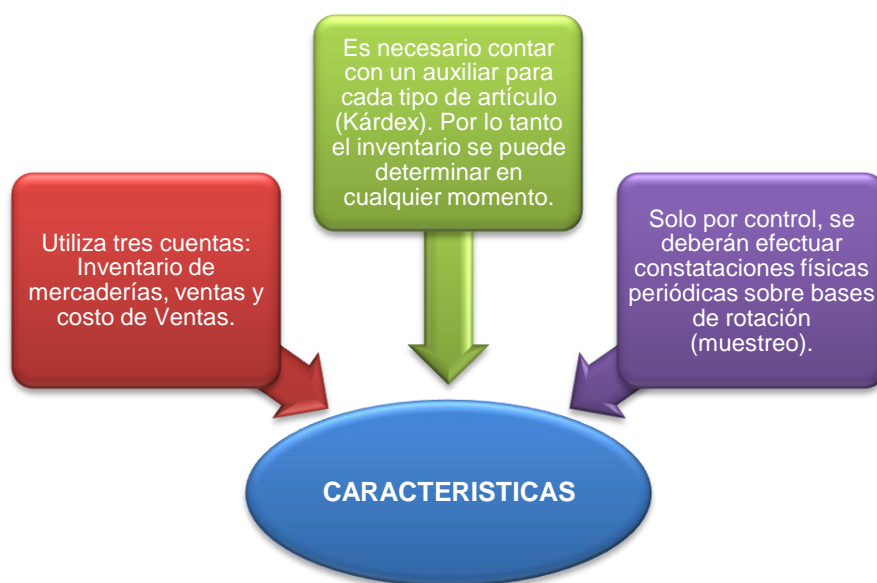 Es necesario contar
con un auxiliar para
cada tipo de artículo
(Kárdex). Por lo tanto
el inventario se puede
determinar en
cualquier momento.
Utiliza tres cuentas:
Inventario de
mercaderías, ventas y
costo de Ventas.
Solo por control, se
deberán efectuar
constataciones físicas
periódicas sobre bases
de rotación
(muestreo).
CARACTERISTICAS